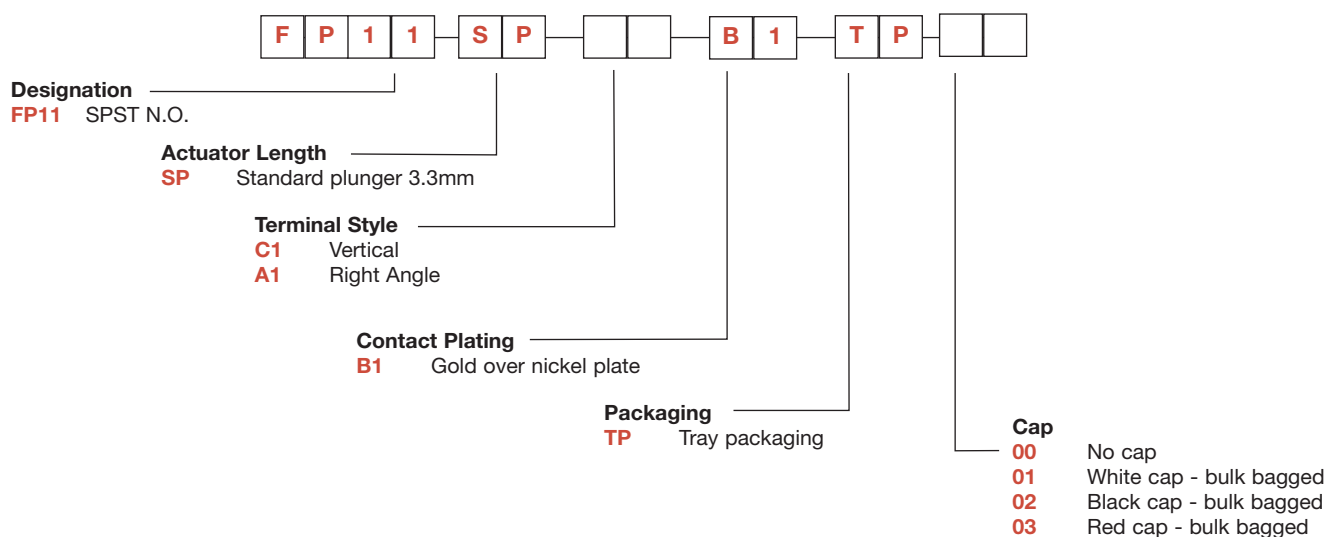 F P 1 1 S P B 1 T P
Designation
FP11 SPST N.O.
Actuator Length
SP Standard plunger 3.3mm
Terminal Style
C1 Vertical
A1 Right Angle
Contact Plating
B1 Gold over nickel plate
Packaging
TP Tray packaging
Cap
00 No cap
01 White cap - bulk bagged
02 Black cap - bulk bagged
03 Red cap - bulk bagged